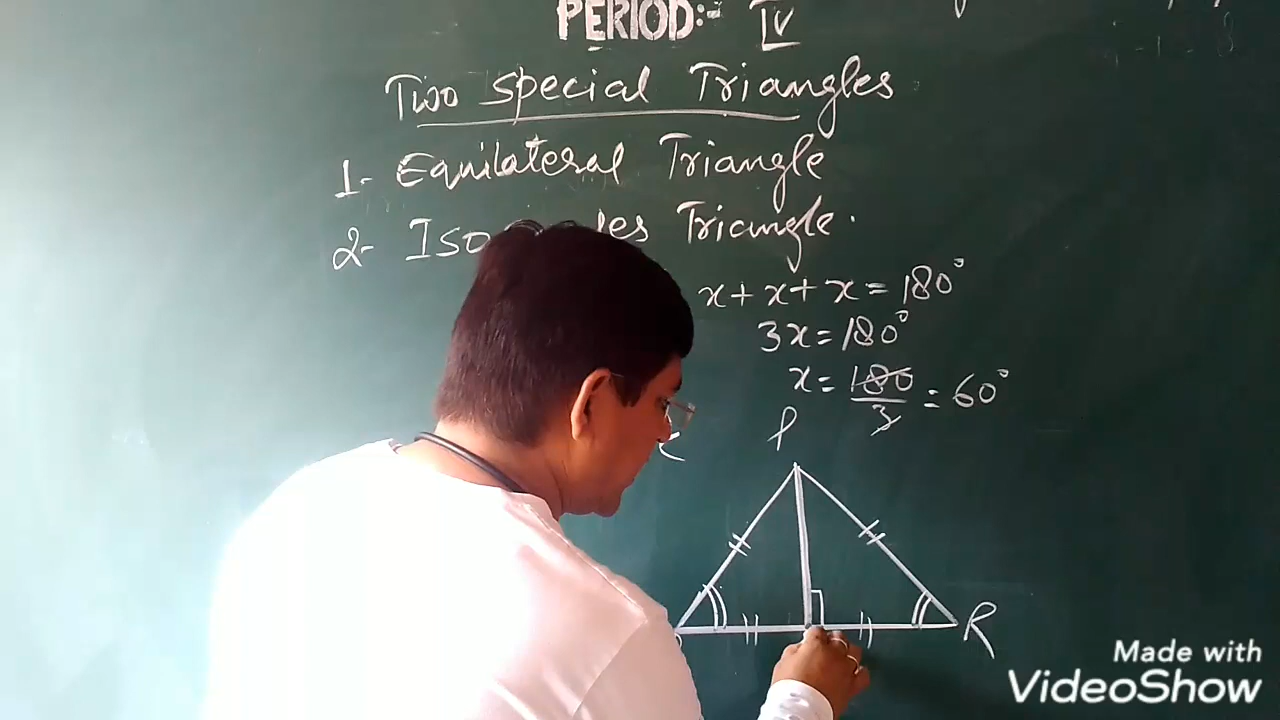 PERIOD:- IV
Two Special Triangles
1- Equilateral Triangle
2- Iso les Triangle.
x + x + x = 180°
3x = 180°
x = 180/3 = 60°
P
R
Made with
VideoShow